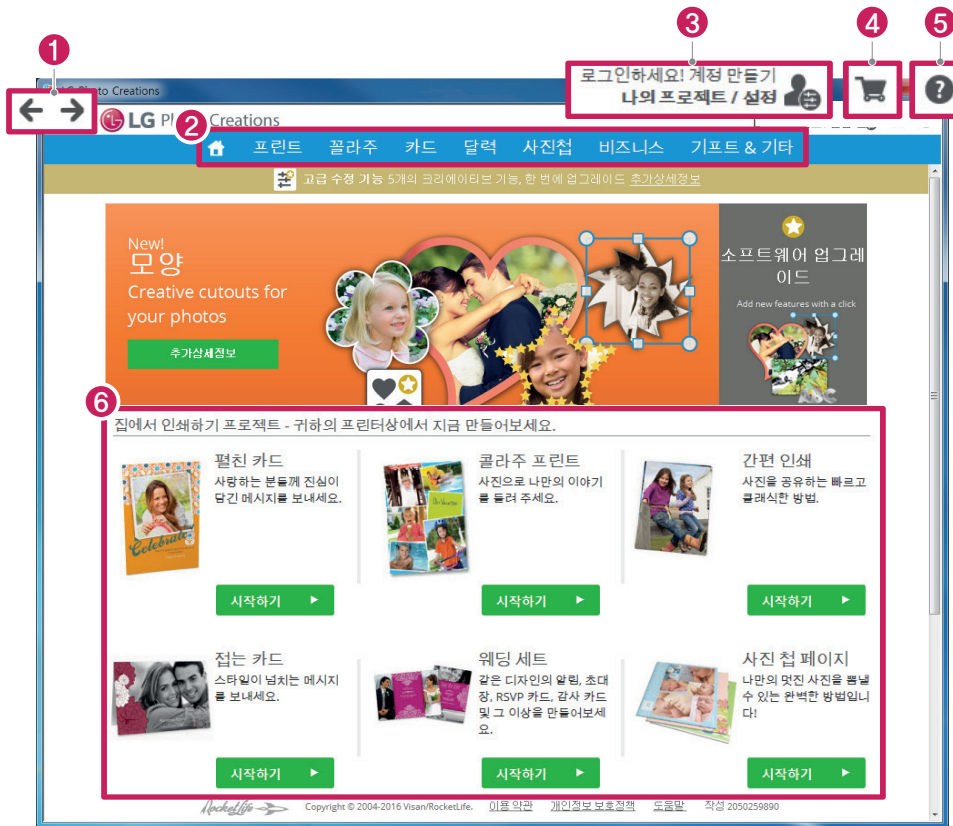 1
3
4
5
Photo Creations
로그인하세요! 계정 만들기
나의 프로젝트 / 설정
?
LG Creations
2
프린트 꼴라주 카드 달력 사진첩 비즈니스 기프트 & 기타
고급 수정 기능 5개의 크리에이티브 기능, 한 번에 업그레이드 추가상세정보
New!
모양
Creative cutouts for
your photos
추가상세정보
소프트웨어 업그레
이드
Add new features with a click
ABC
6
집에서 인쇄하기 프로젝트 - 귀하의 프린터상에서 지금 만들어보세요.
펼친 카드
사랑하는 분들께 진심이
담긴 메시지를 보내세요.
Celebrate
시작하기
콜라주 프린트
사진으로 나만의 이야기
를 들려 주세요.
Our Vacation
시작하기
간편 인쇄
사진을 공유하는 빠르고
클래식한 방법.
시작하기
접는 카드
스타일이 넘치는 메시지
를 보내세요.
시작하기
웨딩 세트
같은 디자인의 알림, 초대
장, RSVP 카드, 감사 카드
및 그 이상을 만들어보세
요.
시작하기
사진 첩 페이지
나만의 멋진 사진을 뽐낼
수 있는 완벽한 방법입니
다!
시작하기
RocketLife
Copyright © 2004-2016 Visan/RocketLife. 이용 약관 개인정보 보호정책 도움말 작성 2050259890